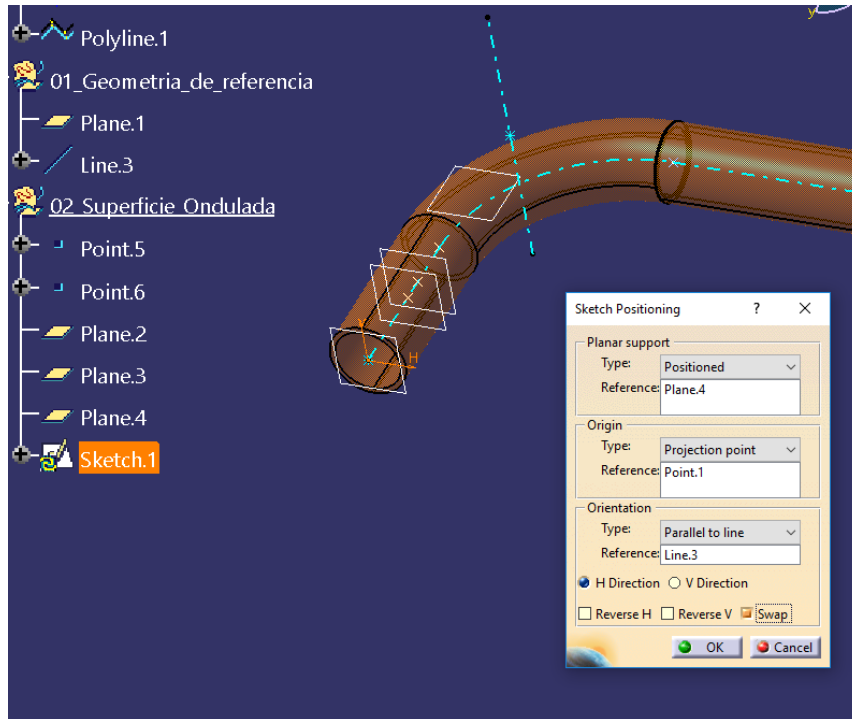 Polyline.1
01_Geometria_de_referencia
Plane.1
Line.3
02_Superficie_Ondulada
Point.5
Point.6
Plane.2
Plane.3
Plane.4
Sketch.1
y
V
H
Sketch Positioning ? ×
Planar support
Type: Positioned
Reference: Plane.4
Origin
Type: Projection point
Reference: Point.1
Orientation
Type: Parallel to line
Reference: Line.3
H Direction V Direction
Reverse H Reverse V Swap
OK Cancel